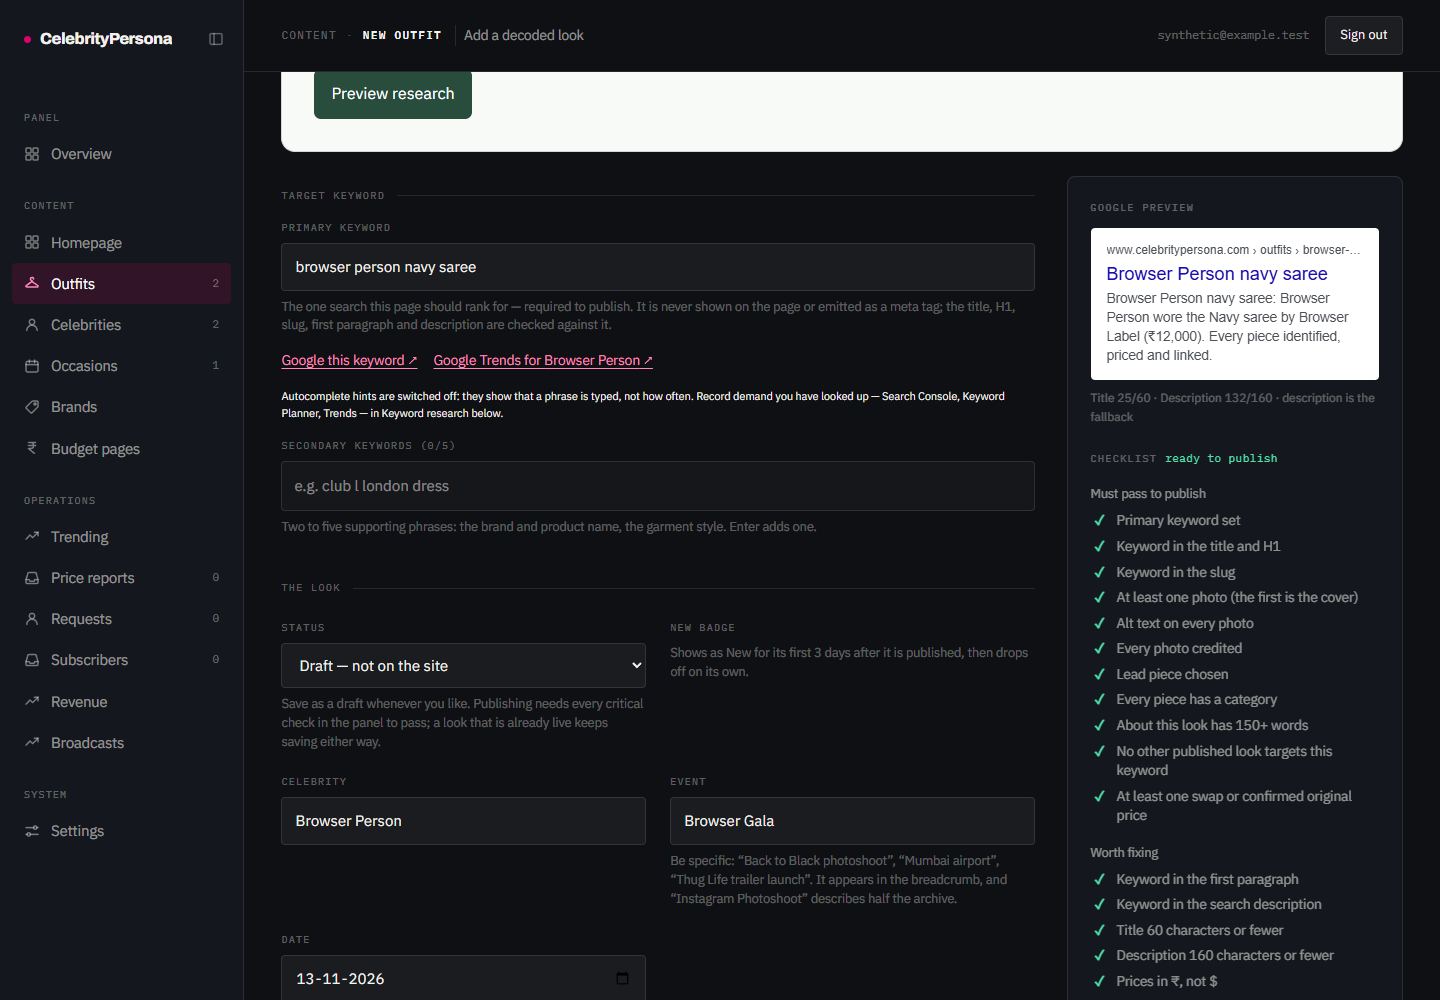 CelebrityPersona
PANEL
Overview
CONTENT
Homepage
Outfits 2
Celebrities 2
Occasions 1
Brands
₹ Budget pages
OPERATIONS
Trending
Price reports 0
Requests 0
Subscribers 0
Revenue
Broadcasts
SYSTEM
Settings
CONTENT - NEW OUTFIT Add a decoded look
synthetic@example.test
Sign out
Preview research
TARGET KEYWORD
PRIMARY KEYWORD
browser person navy saree
The one search this page should rank for — required to publish. It is never shown on the page or emitted as a meta tag; the title, H1,
slug, first paragraph and description are checked against it.
Google this keyword ↗ Google Trends for Browser Person ↗
Autocomplete hints are switched off: they show that a phrase is typed, not how often. Record demand you have looked up — Search Console, Keyword
Planner, Trends — in Keyword research below.
SECONDARY KEYWORDS (0/5)
e.g. club l london dress
Two to five supporting phrases: the brand and product name, the garment style. Enter adds one.
THE LOOK
STATUS
Draft — not on the site
Save as a draft whenever you like. Publishing needs every critical
check in the panel to pass; a look that is already live keeps
saving either way.
NEW BADGE
Shows as New for its first 3 days after it is published, then drops
off on its own.
CELEBRITY
Browser Person
EVENT
Browser Gala
Be specific: “Back to Black photoshoot”, “Mumbai airport”,
“Thug Life trailer launch”. It appears in the breadcrumb, and
“Instagram Photoshoot” describes half the archive.
DATE
13-11-2026
GOOGLE PREVIEW
www.celebritypersona.com › outfits › browser-...
Browser Person navy saree
Browser Person navy saree: Browser
Person wore the Navy saree by Browser
Label (₹12,000). Every piece identified,
priced and linked.
Title 25/60 · Description 132/160 · description is the
fallback
CHECKLIST ready to publish
Must pass to publish
✓ Primary keyword set
✓ Keyword in the title and H1
✓ Keyword in the slug
✓ At least one photo (the first is the cover)
✓ Alt text on every photo
✓ Every photo credited
✓ Lead piece chosen
✓ Every piece has a category
✓ About this look has 150+ words
✓ No other published look targets this
keyword
✓ At least one swap or confirmed original
price
Worth fixing
✓ Keyword in the first paragraph
✓ Keyword in the search description
✓ Title 60 characters or fewer
✓ Description 160 characters or fewer
✓ Prices in ₹, not $